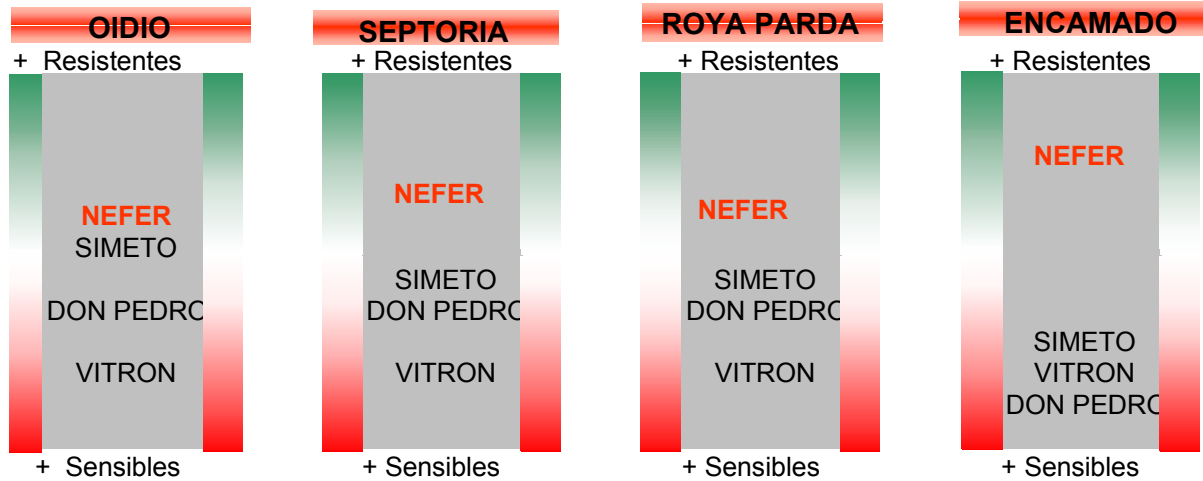 OIDIO
+ Resistentes
NEFER
SIMETO
DON PEDRO
VITRON
+ Sensibles
SEPTORIA
+ Resistentes
NEFER
SIMETO
DON PEDRO
VITRON
+ Sensibles
ROYA PARDA
+ Resistentes
NEFER
SIMETO
DON PEDRO
VITRON
+ Sensibles
ENCAMADO
+ Resistentes
NEFER
SIMETO
VITRON
DON PEDRO
+ Sensibles